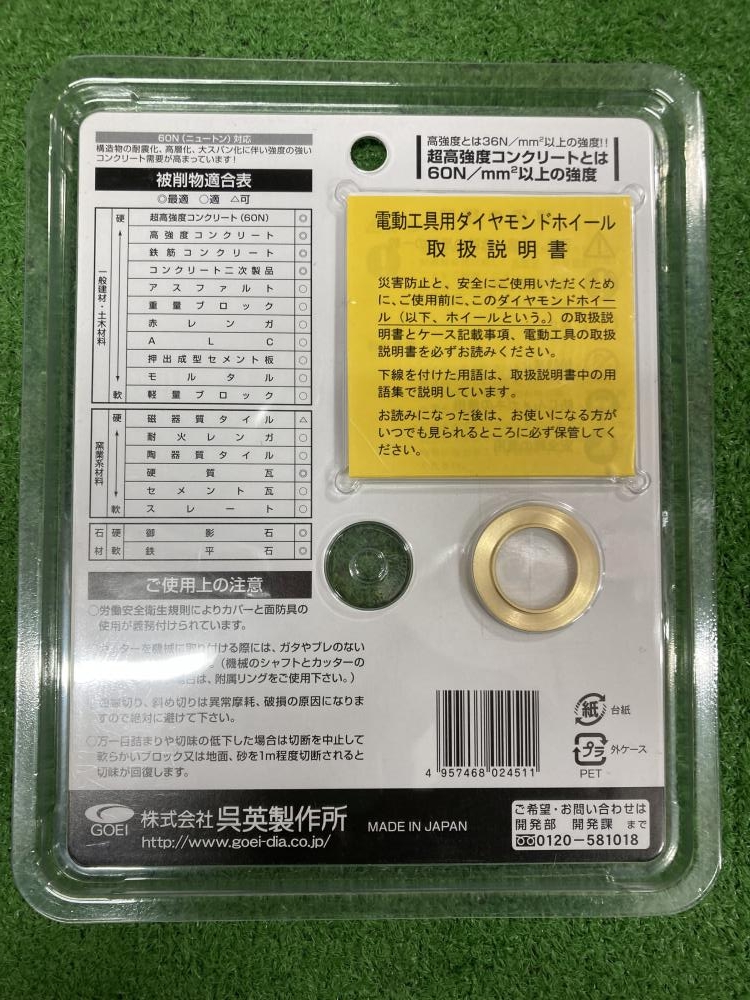 60N（ニュートン）対応
構造物の耐震化、高層化、大スパン化に伴い強度の強い
コンクリート需要が高まっています！
被削物適合表
◎最適 ○適 △可
一般建材・土木材料
硬 超高強度コンクリート(60N) ◎
高強度コンクリート ◎
鉄筋コンクリート ◎
コンクリート二次製品 ◎
アスファルト ○
重量ブロック ○
赤レンガ ○
ＡＬＣ ○
押出成型セメント板 ○
モルタル ○
軟 軽量ブロック ○
窯業系材料
硬 磁器質タイル △
耐火レンガ ○
陶器質タイル ○
硬質瓦 ○
セメント瓦 ○
軟 スレート ○
石材
硬 御影石 ◎
軟 鉄平石 ◎
ご使用上の注意
○労働安全衛生規則によりカバーと面防具の
使用が義務付けられています。
ターを機械に取り付ける際には、ガタやブレのない
（機械のシャフトとカッターの
合は、附属リングをご使用下さい。）
切り、斜め切りは異常摩耗、破損の原因になりま
すので絶対に避けて下さい。
○万一目詰まりや切味の低下した場合は切断を中止して
軟らかいブロック又は地面、砂を1m程度切断されると
切味が回復します。
高強度とは36N／mm²以上の強度!!
超高強度コンクリートとは
60N／mm²以上の強度
電動工具用ダイヤモンドホイール
取扱説明書
災害防止と、安全にご使用いただくため
に、ご使用前に、このダイヤモンドホイー
ル（以下、ホイールという。）の取扱説
明書とケース記載事項、電動工具の取扱
説明書を必ずお読みください。
下線を付けた用語は、取扱説明書中の用
語集で説明しています。
お読みになった後は、お使いになる方が
いつでも見られるところに必ず保管してく
ださい。
4 957468 024511
紙 台紙
プラ 外ケース
PET
GOEI 株式会社 呉英製作所 MADE IN JAPAN
http://www.goei-dia.co.jp/
ご希望・お問い合わせは
開発部 開発課 まで
0120-581018